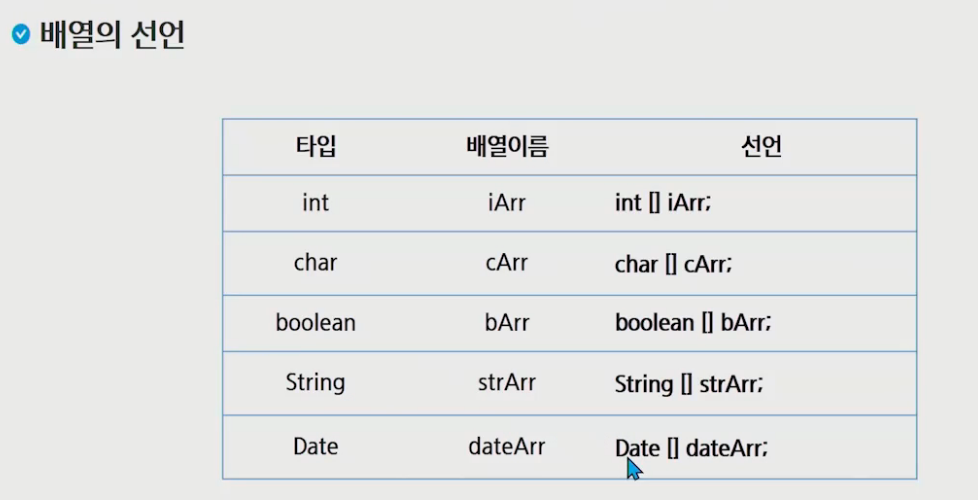 배열의 선언
타입 배열이름 선언
int iArr int [] iArr;
char cArr char [] cArr;
boolean bArr boolean [] bArr;
String strArr String [] strArr;
Date dateArr Date [] dateArr;